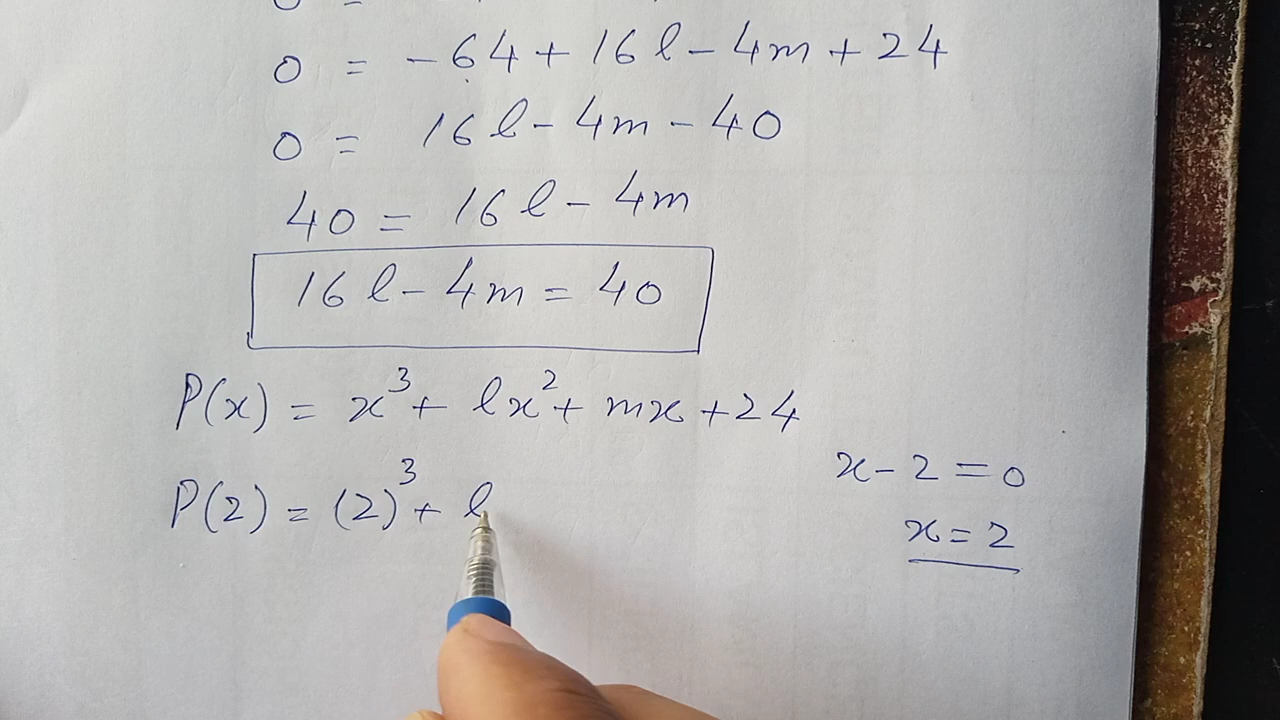 0 = -64 + 16l - 4m + 24
0 = 16l - 4m - 40
40 = 16l - 4m
16l - 4m = 40
P(x) = x³ + lx² + mx + 24
x - 2 = 0
P(2) = (2)³ + l
x = 2